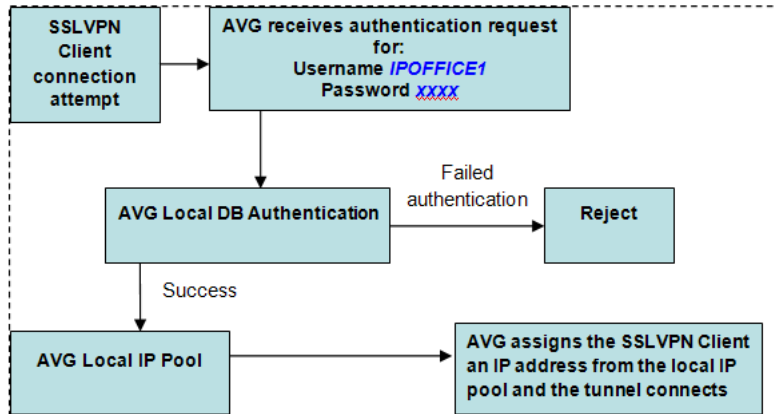 SSLVPN
Client
connection
attempt
AVG receives authentication request
for:
Username IPOFFICE1
Password xxxx
AVG Local DB Authentication
Failed
authentication
Reject
Success
AVG Local IP Pool
AVG assigns the SSLVPN Client
an IP address from the local IP
pool and the tunnel connects